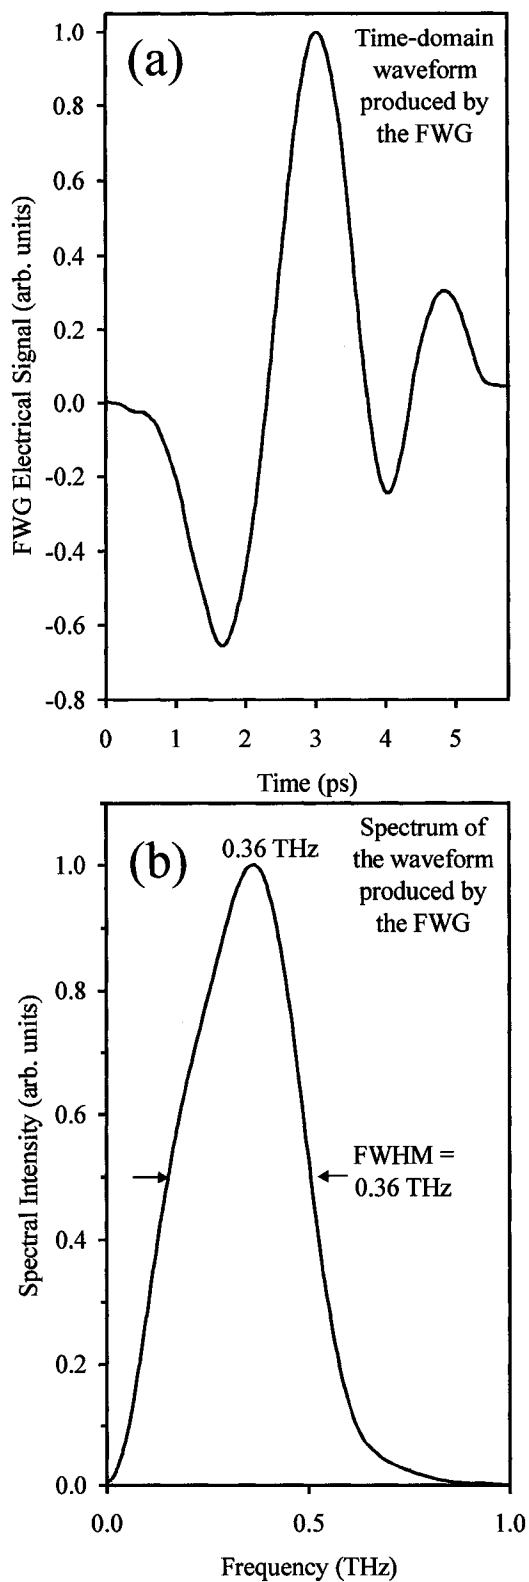 (a)
Time-domain
waveform
produced by
the FWG
FWG Electrical Signal (arb. units)
1.0
0.8
0.6
0.4
0.2
0.0
-0.2
-0.4
-0.6
-0.8
0 1 2 3 4 5
Time (ps)
(b)
0.36 THz
Spectrum of
the waveform
produced by
the FWG
Spectral Intensity (arb. units)
1.0
0.8
0.6
0.4
0.2
0.0
FWHM =
0.36 THz
0.0 0.5 1.0
Frequency (THz)